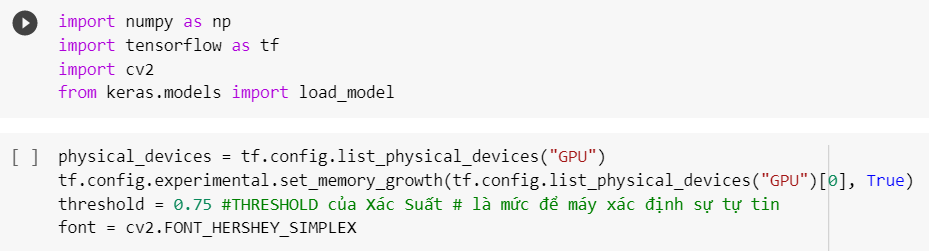 import numpy as np
import tensorflow as tf
import cv2
from keras.models import load_model
[ ] physical_devices = tf.config.list_physical_devices("GPU")
tf.config.experimental.set_memory_growth(tf.config.list_physical_devices("GPU")[0], True)
threshold = 0.75 #THRESHOLD của Xác Suất # là mức để máy xác định sự tự tin
font = cv2.FONT_HERSHEY_SIMPLEX